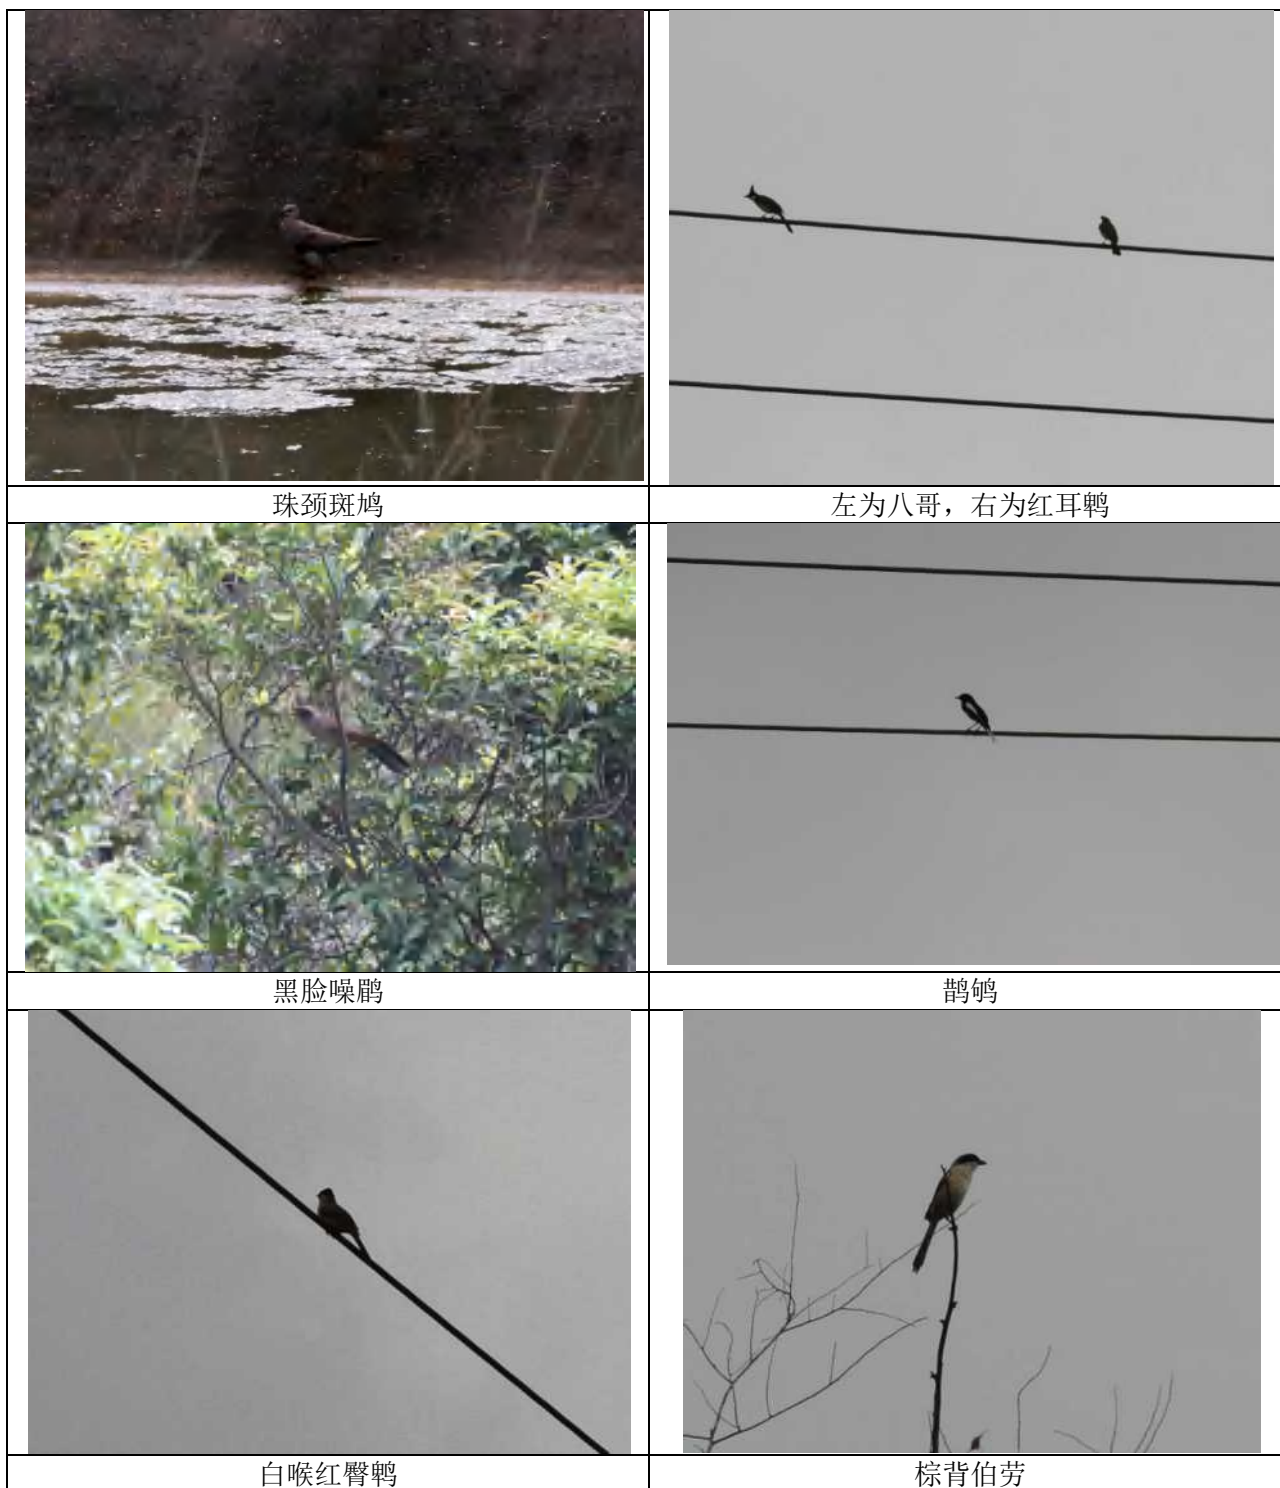 珠颈斑鸠
左为八哥，右为红耳鹎
黑脸噪鹛
鹊鸲
白喉红臀鹎
棕背伯劳